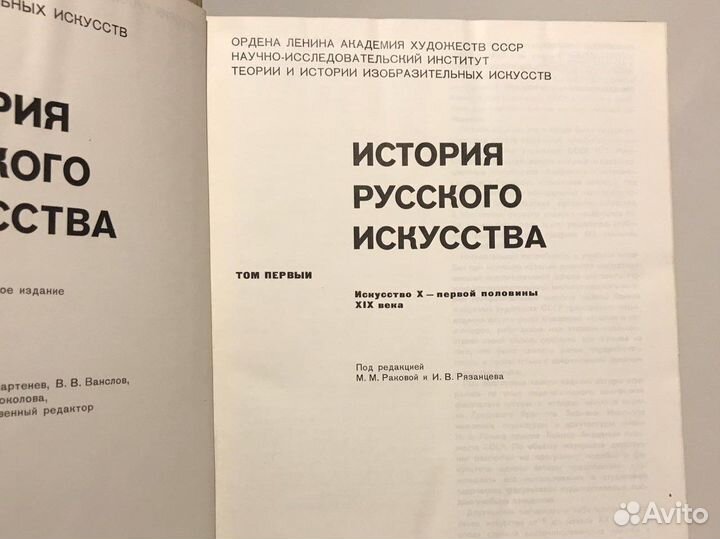 ЬНЫХ ИСКУССТВ
РИЯ
КОГО
ССТВА
ое издание
артенев, В. В. Ванслов,
околова,
венный редактор
ОРДЕНА ЛЕНИНА АКАДЕМИЯ ХУДОЖЕСТВ СССР
НАУЧНО-ИССЛЕДОВАТЕЛЬСКИЙ ИНСТИТУТ
ТЕОРИИ И ИСТОРИИ ИЗОБРАЗИТЕЛЬНЫХ ИСКУССТВ
ИСТОРИЯ
РУССКОГО
ИСКУССТВА
ТОМ ПЕРВЫЙ
Искусство X — первой половины
XIX века
Под редакцией
М. М. Раковой и И. В. Рязанцева
Avito